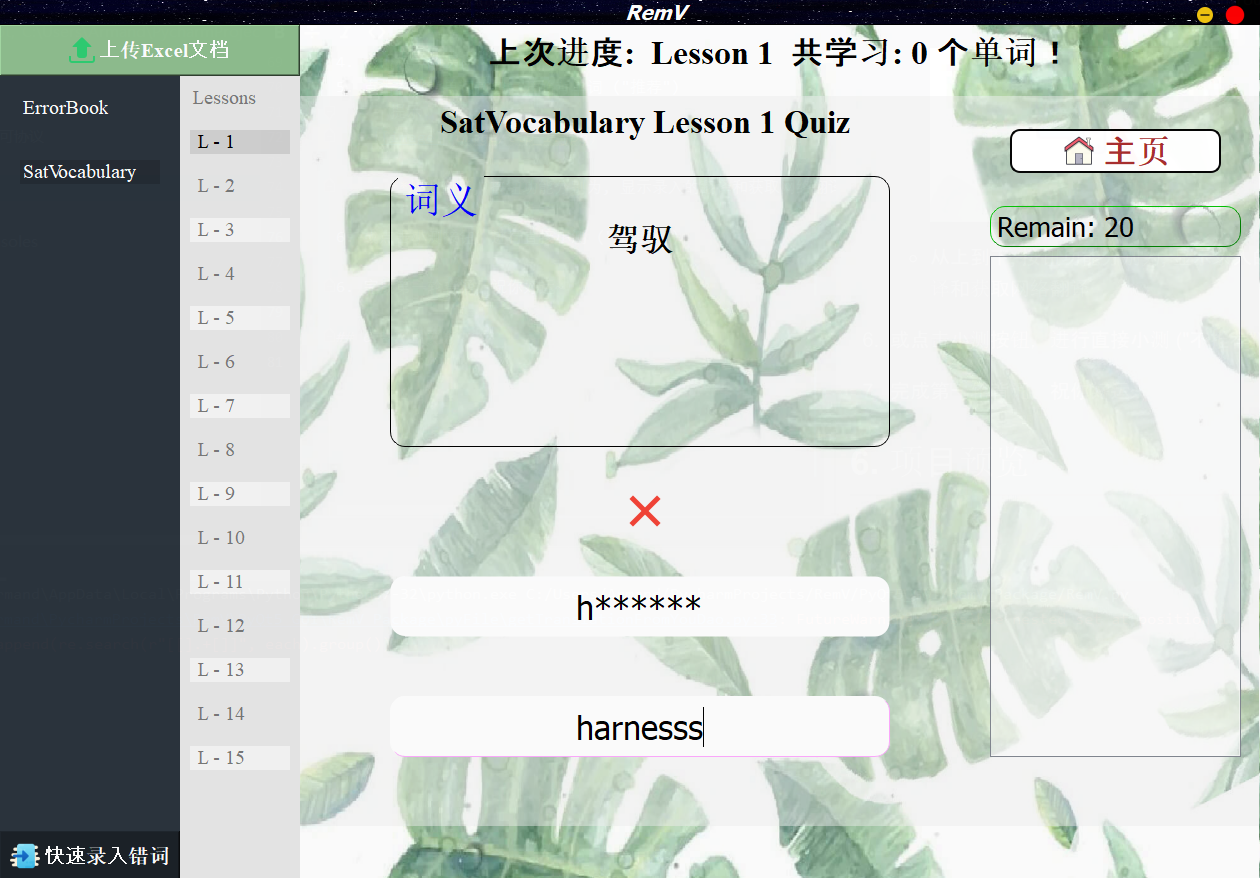 RemV
上传Excel文档
上次进度: Lesson 1 共学习: 0 个单词！
ErrorBook
SatVocabulary
Lessons
L - 1
L - 2
L - 3
L - 4
L - 5
L - 6
L - 7
L - 8
L - 9
L - 10
L - 11
L - 12
L - 13
L - 14
L - 15
SatVocabulary Lesson 1 Quiz
词义
驾驭
h******
harnesss
主页
Remain: 20
快速录入错词